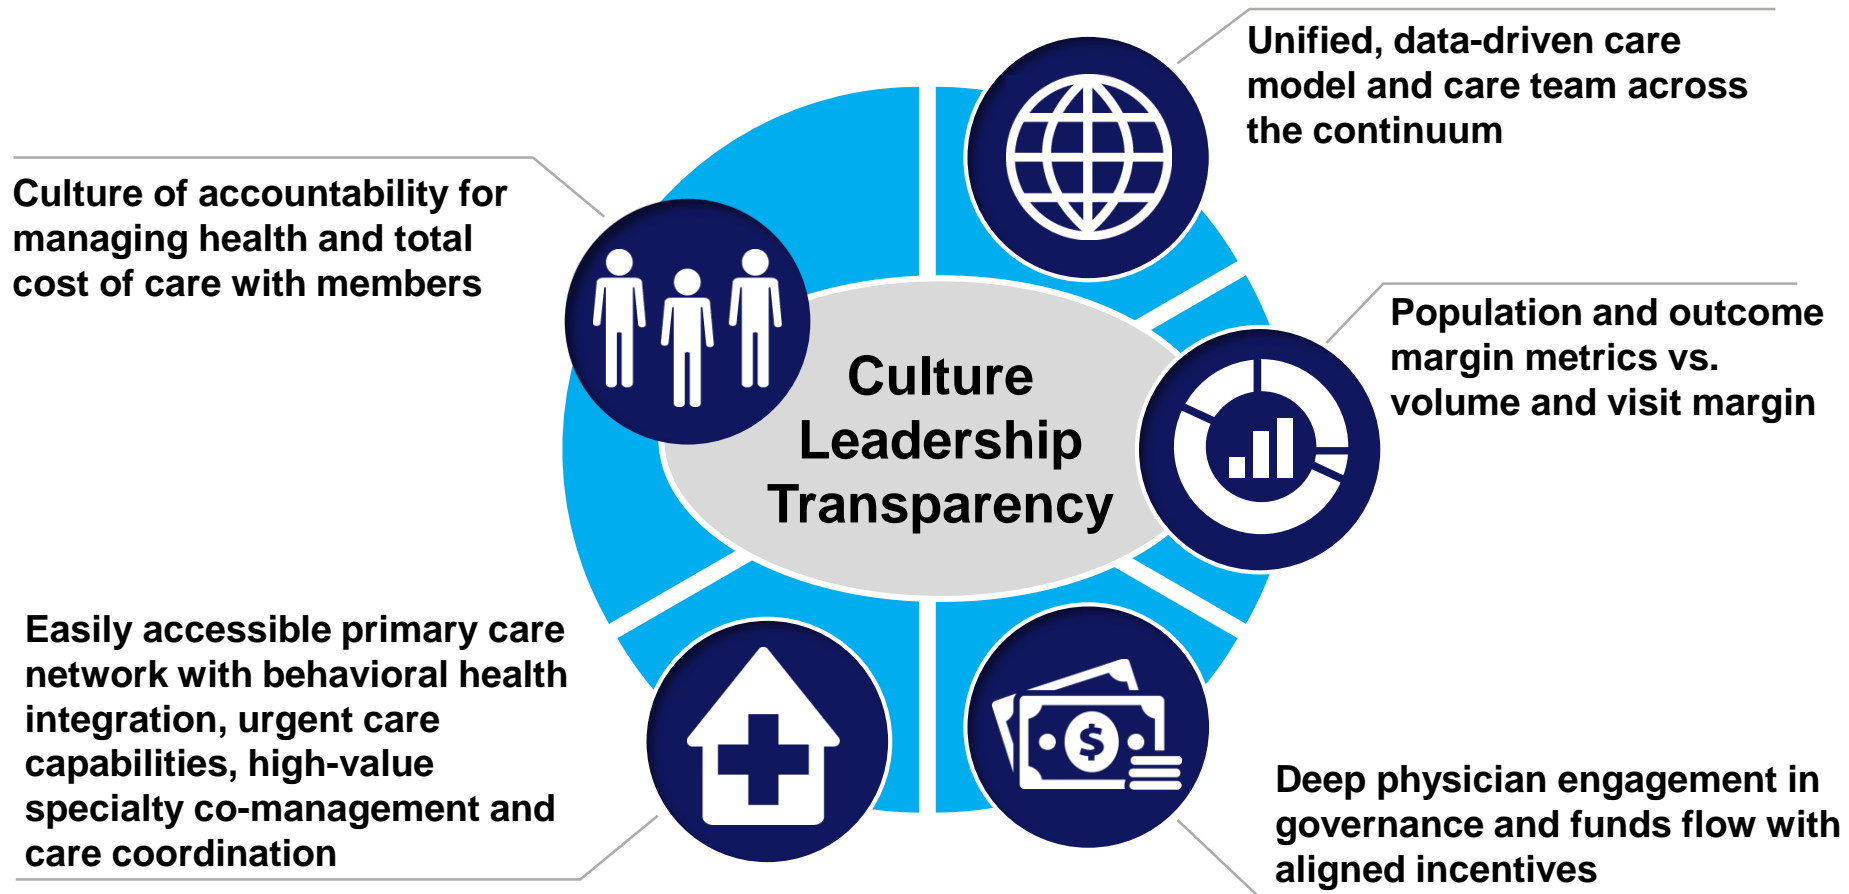 Unified, data-driven care
model and care team across
the continuum
Culture of accountability for
managing health and total
cost of care with members
Population and outcome
margin metrics vs.
volume and visit margin
Culture
Leadership
Transparency
Easily accessible primary care
network with behavioral health
integration, urgent care
capabilities, high-value
specialty co-management and
care coordination
$
Deep physician engagement in
governance and funds flow with
aligned incentives